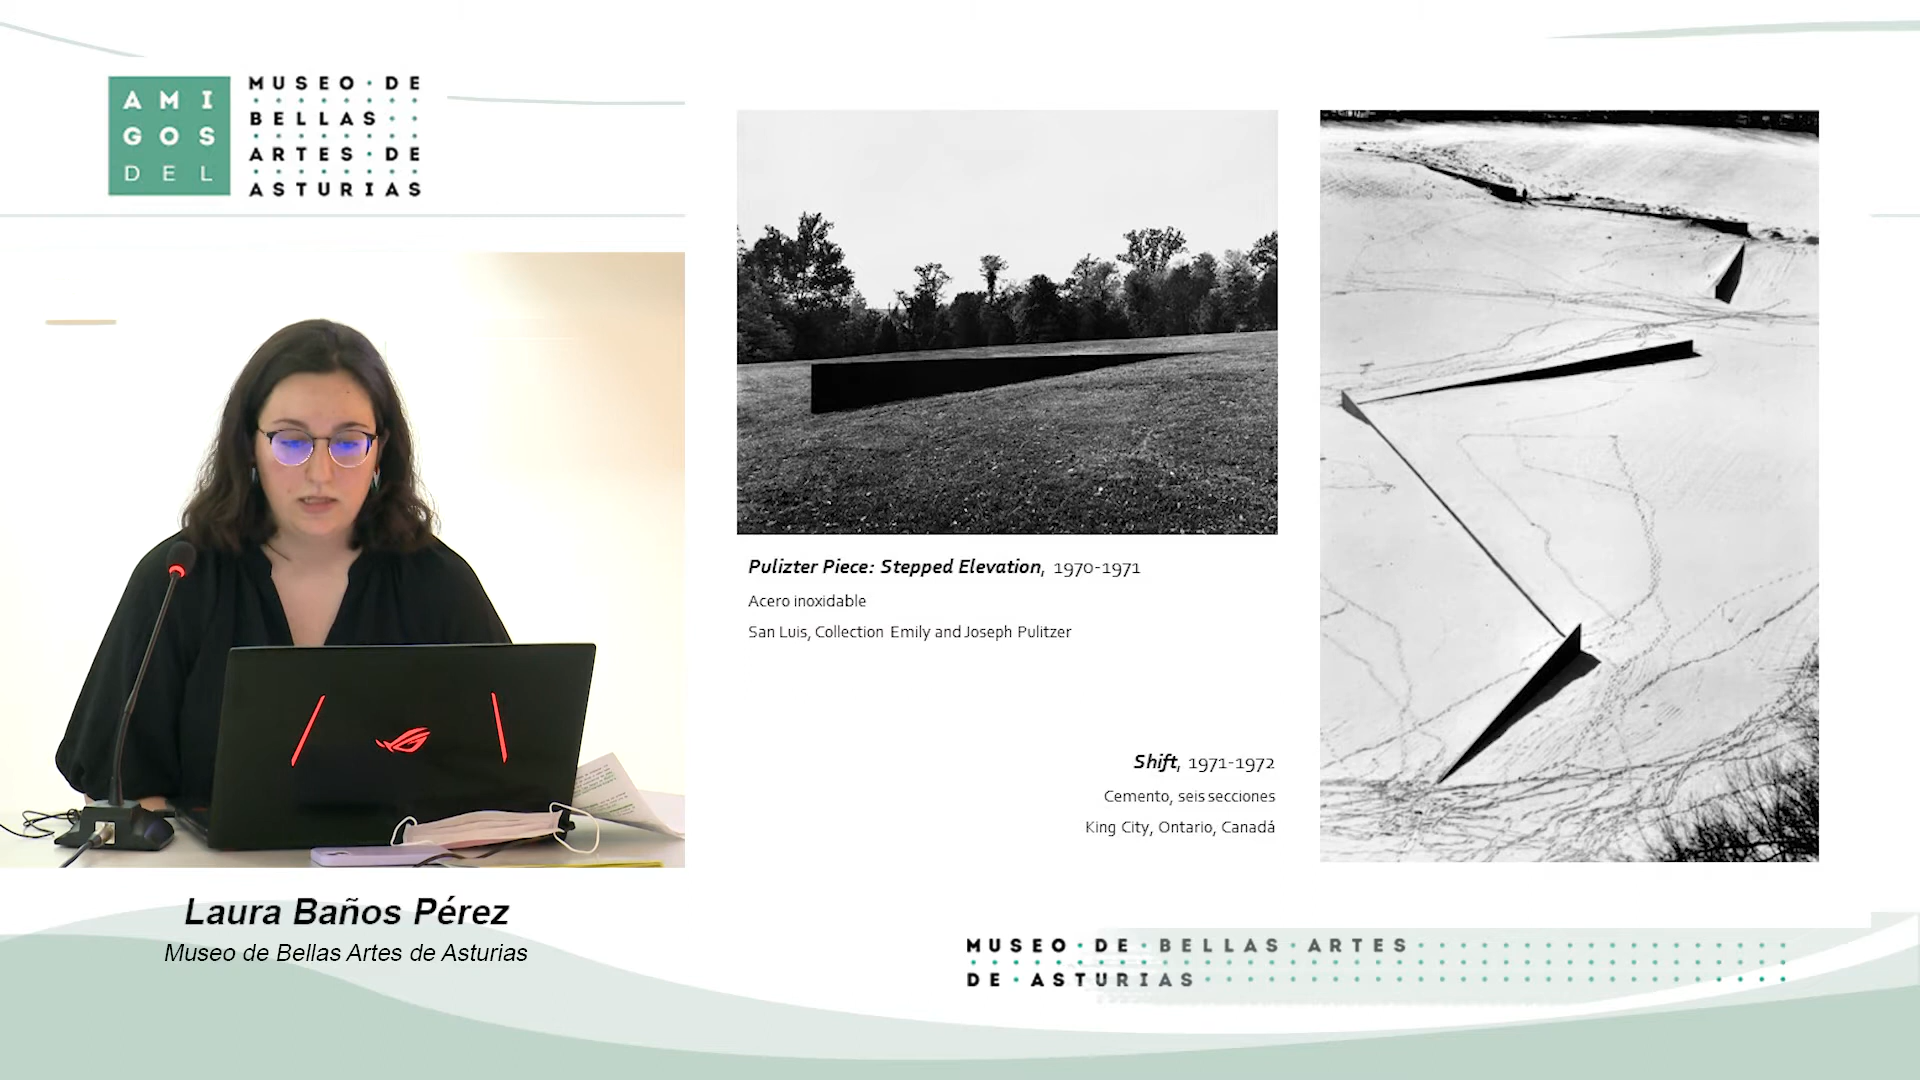 AMI
GOS
DEL
MUSEO·DE
BELLAS
ARTES·DE
ASTURIAS
Pulizter Piece: Stepped Elevation, 1970-1971
Acero inoxidable
San Luis, Collection Emily and Joseph Pulitzer
Shift, 1971-1972
Cemento, seis secciones
King City, Ontario, Canadá
Laura Baños Pérez
Museo de Bellas Artes de Asturias
MUSEO·DE·BELLAS·ARTES
DE·ASTURIAS